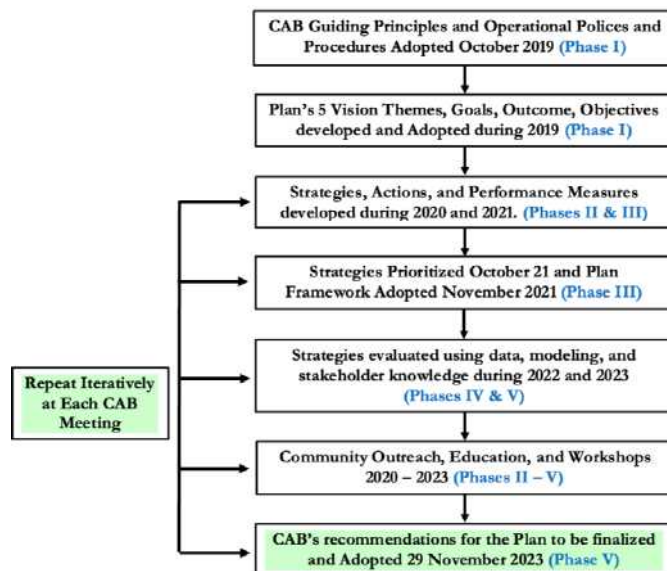 CAB Guiding Principles and Operational Polices and
Procedures Adopted October 2019 (Phase I)
Plan's 5 Vision Themes, Goals, Outcome, Objectives
developed and Adopted during 2019 (Phase I)
Strategies, Actions, and Performance Measures
developed during 2020 and 2021. (Phases II & III)
Strategies Prioritized October 21 and Plan
Framework Adopted November 2021 (Phase III)
Strategies evaluated using data, modeling, and
stakeholder knowledge during 2022 and 2023
(Phases IV & V)
Repeat Iteratively
at Each CAB
Meeting
Community Outreach, Education, and Workshops
2020 – 2023 (Phases II – V)
CAB's recommendations for the Plan to be finalized
and Adopted 29 November 2023 (Phase V)